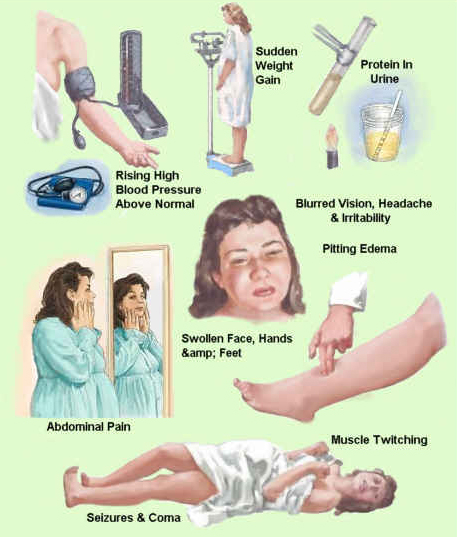 Sudden
Weight
Gain
Protein In
Urine
Rising High
Blood Pressure
Above Normal
Blurred Vision, Headache
& Irritability
Pitting Edema
Swollen Face, Hands
&amp; Feet
Abdominal Pain
Muscle Twitching
Seizures & Coma